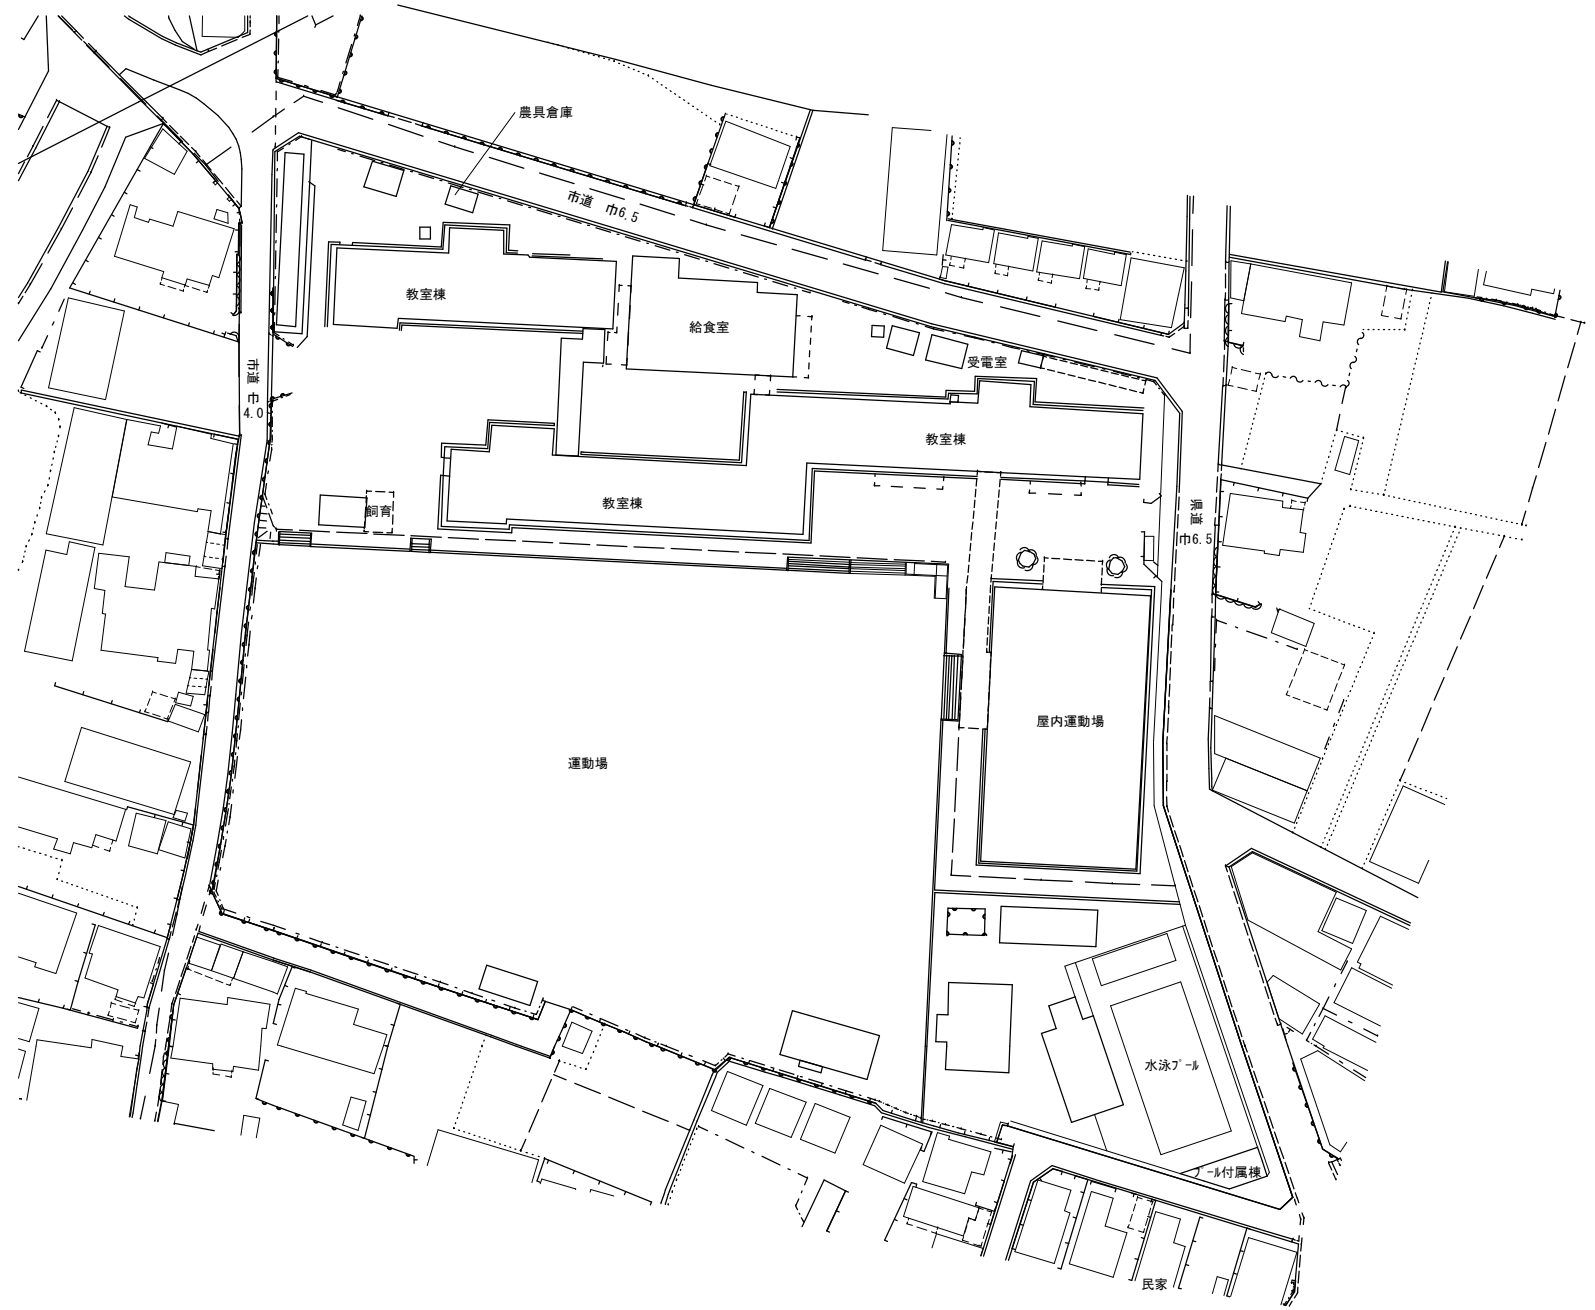 農具倉庫
市道 巾6.5
教室棟
給食室
受電室
市道 巾
4.0
教室棟
教室棟
飼育
県道
巾6.5
屋内運動場
運動場
水泳プール
プール付属棟
民家